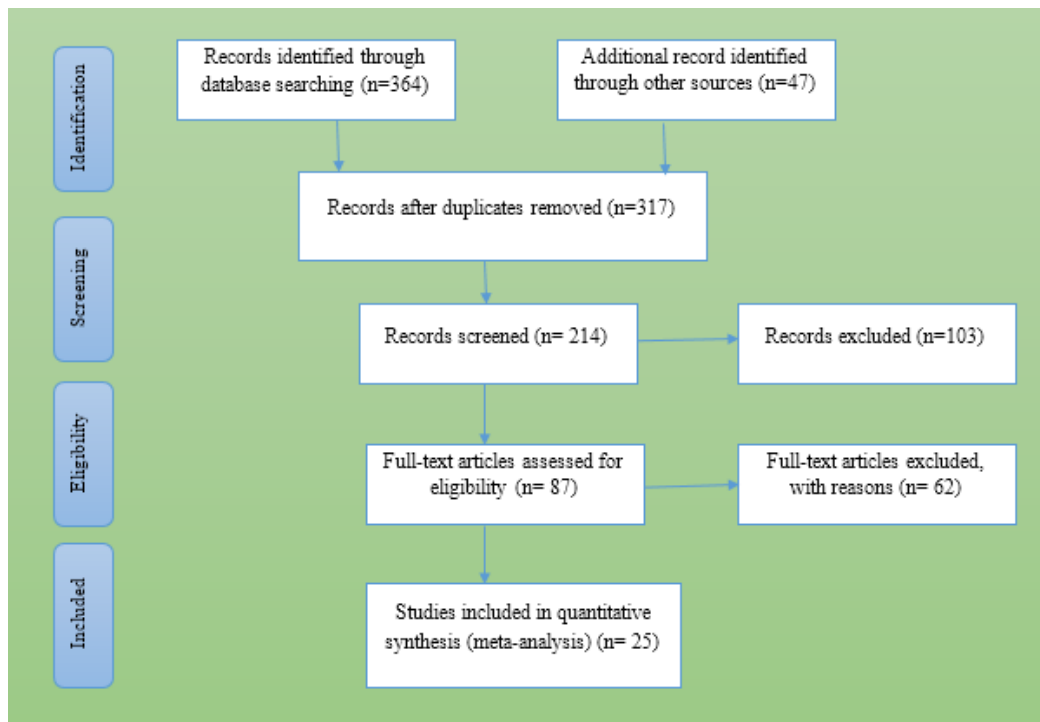 Identification
Records identified through
database searching (n=364)
Additional record identified
through other sources (n=47)
Records after duplicates removed (n=317)
Screening
Records screened (n= 214)
Records excluded (n=103)
Eligibility
Full-text articles assessed for
eligibility (n= 87)
Full-text articles excluded,
with reasons (n= 62)
Included
Studies included in quantitative
synthesis (meta-analysis) (n= 25)